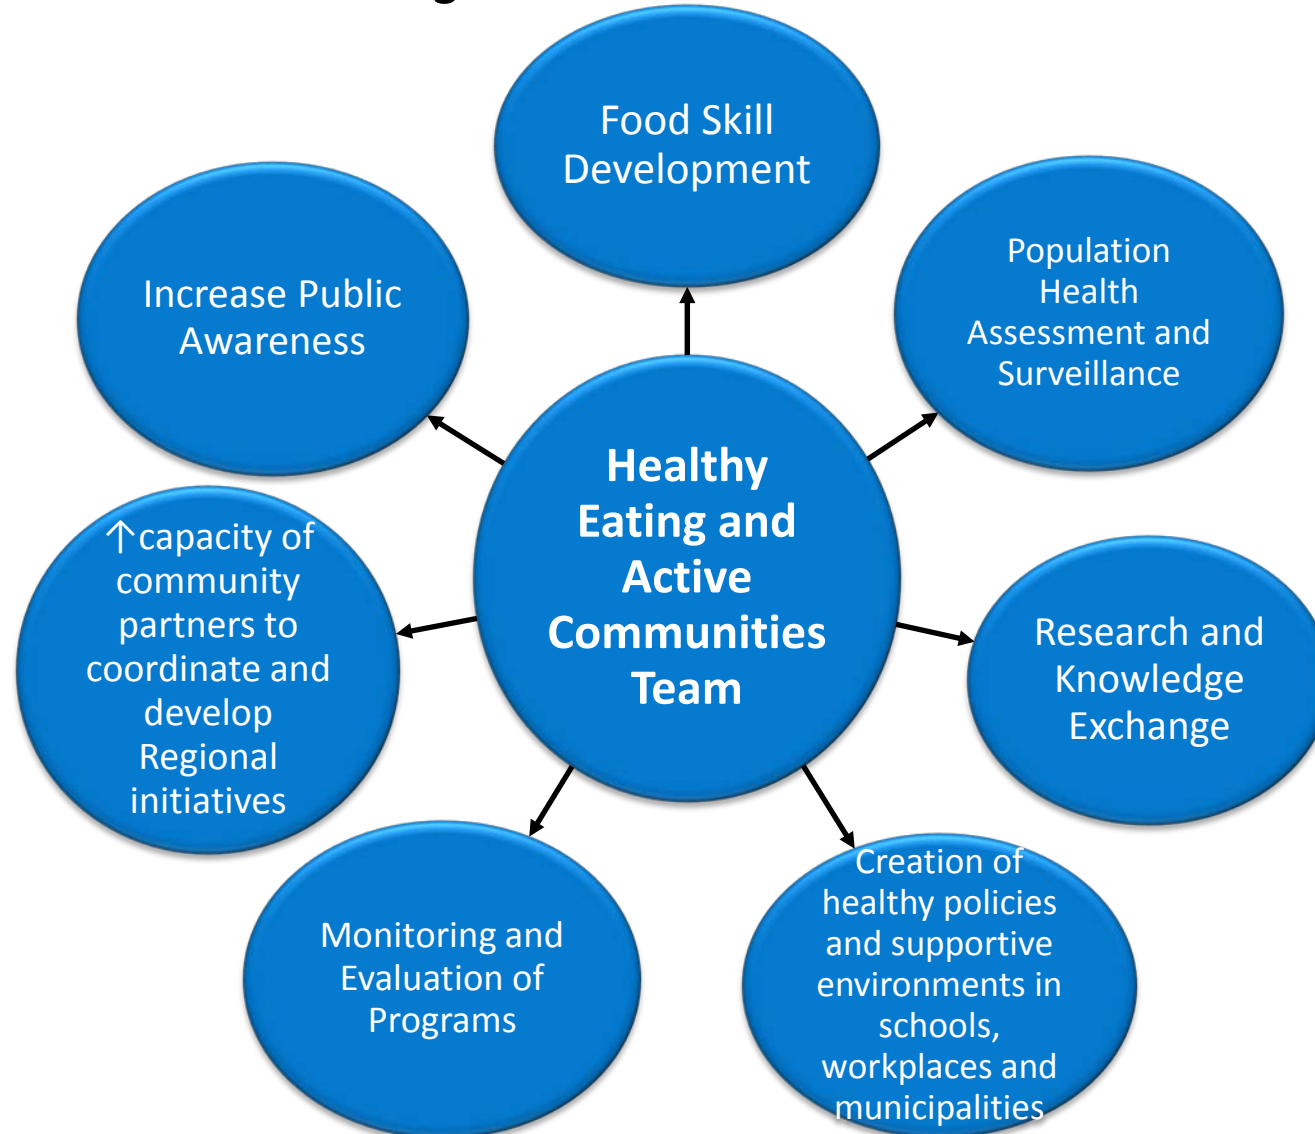 Food Skill
Development
Increase Public
Awareness
Population
Health
Assessment and
Surveillance
Healthy
Eating and
Active
Communities
Team
↑capacity of
community
partners to
coordinate and
develop
Regional
initiatives
Research and
Knowledge
Exchange
Monitoring and
Evaluation of
Programs
Creation of
healthy policies
and supportive
environments in
schools,
workplaces and
municipalities